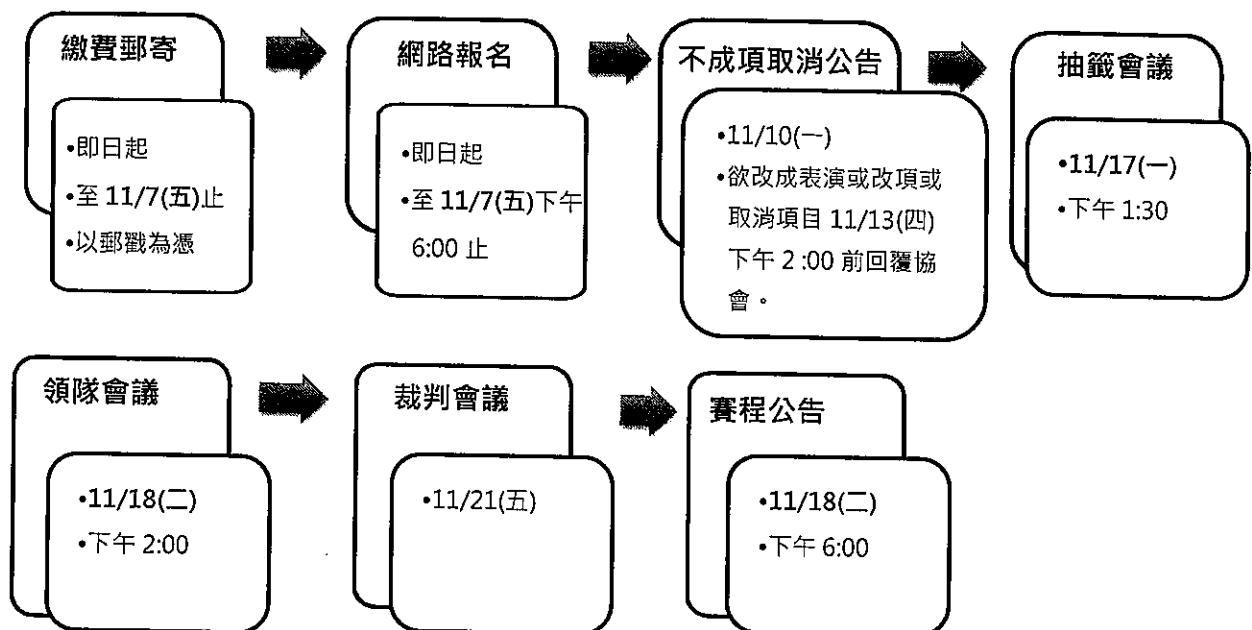 繳費郵寄
•即日起
•至 11/7(五)止
•以郵戳為憑
網路報名
•即日起
•至 11/7(五)下午
6:00 止
不成項取消公告
•11/10(一)
•欲改成表演或改項或
取消項目 11/13(四)
下午 2 :00 前回覆協
會。
抽籤會議
•11/17(一)
•下午 1:30
領隊會議
•11/18(二)
•下午 2:00
裁判會議
•11/21(五)
賽程公告
•11/18(二)
•下午 6:00